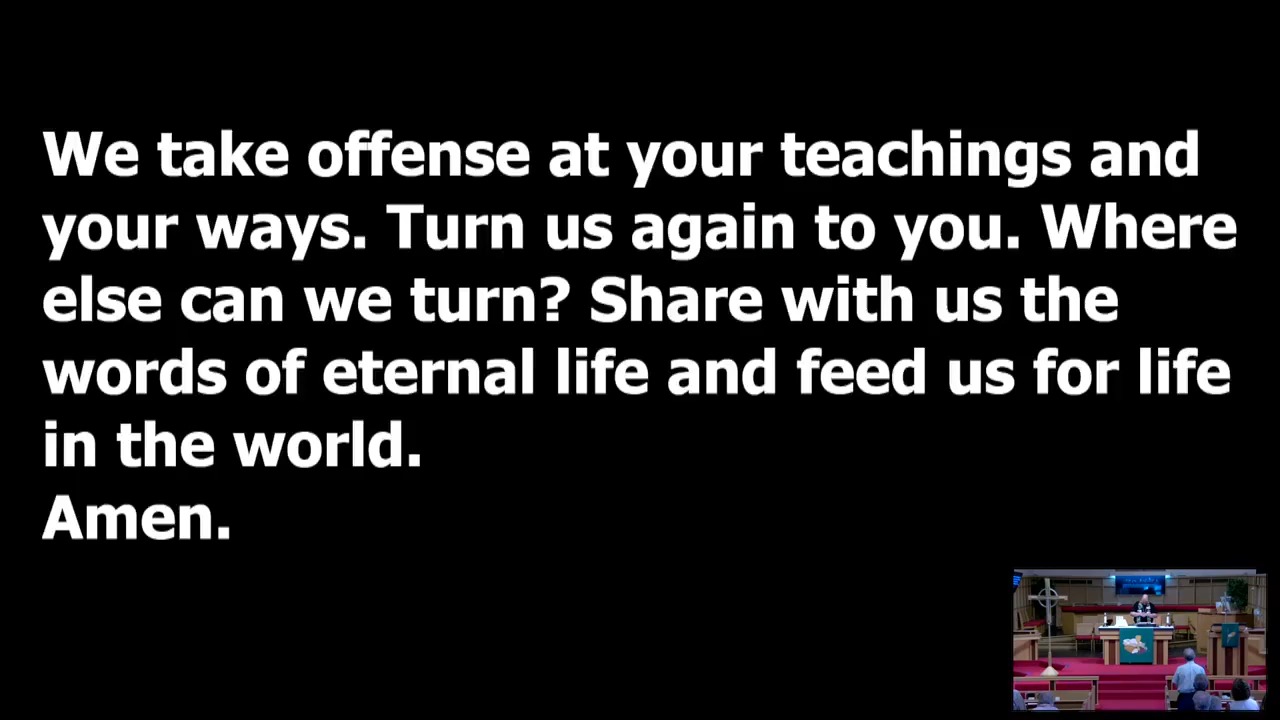 We take offense at your teachings and
your ways. Turn us again to you. Where
else can we turn? Share with us the
words of eternal life and feed us for life
in the world.
Amen.